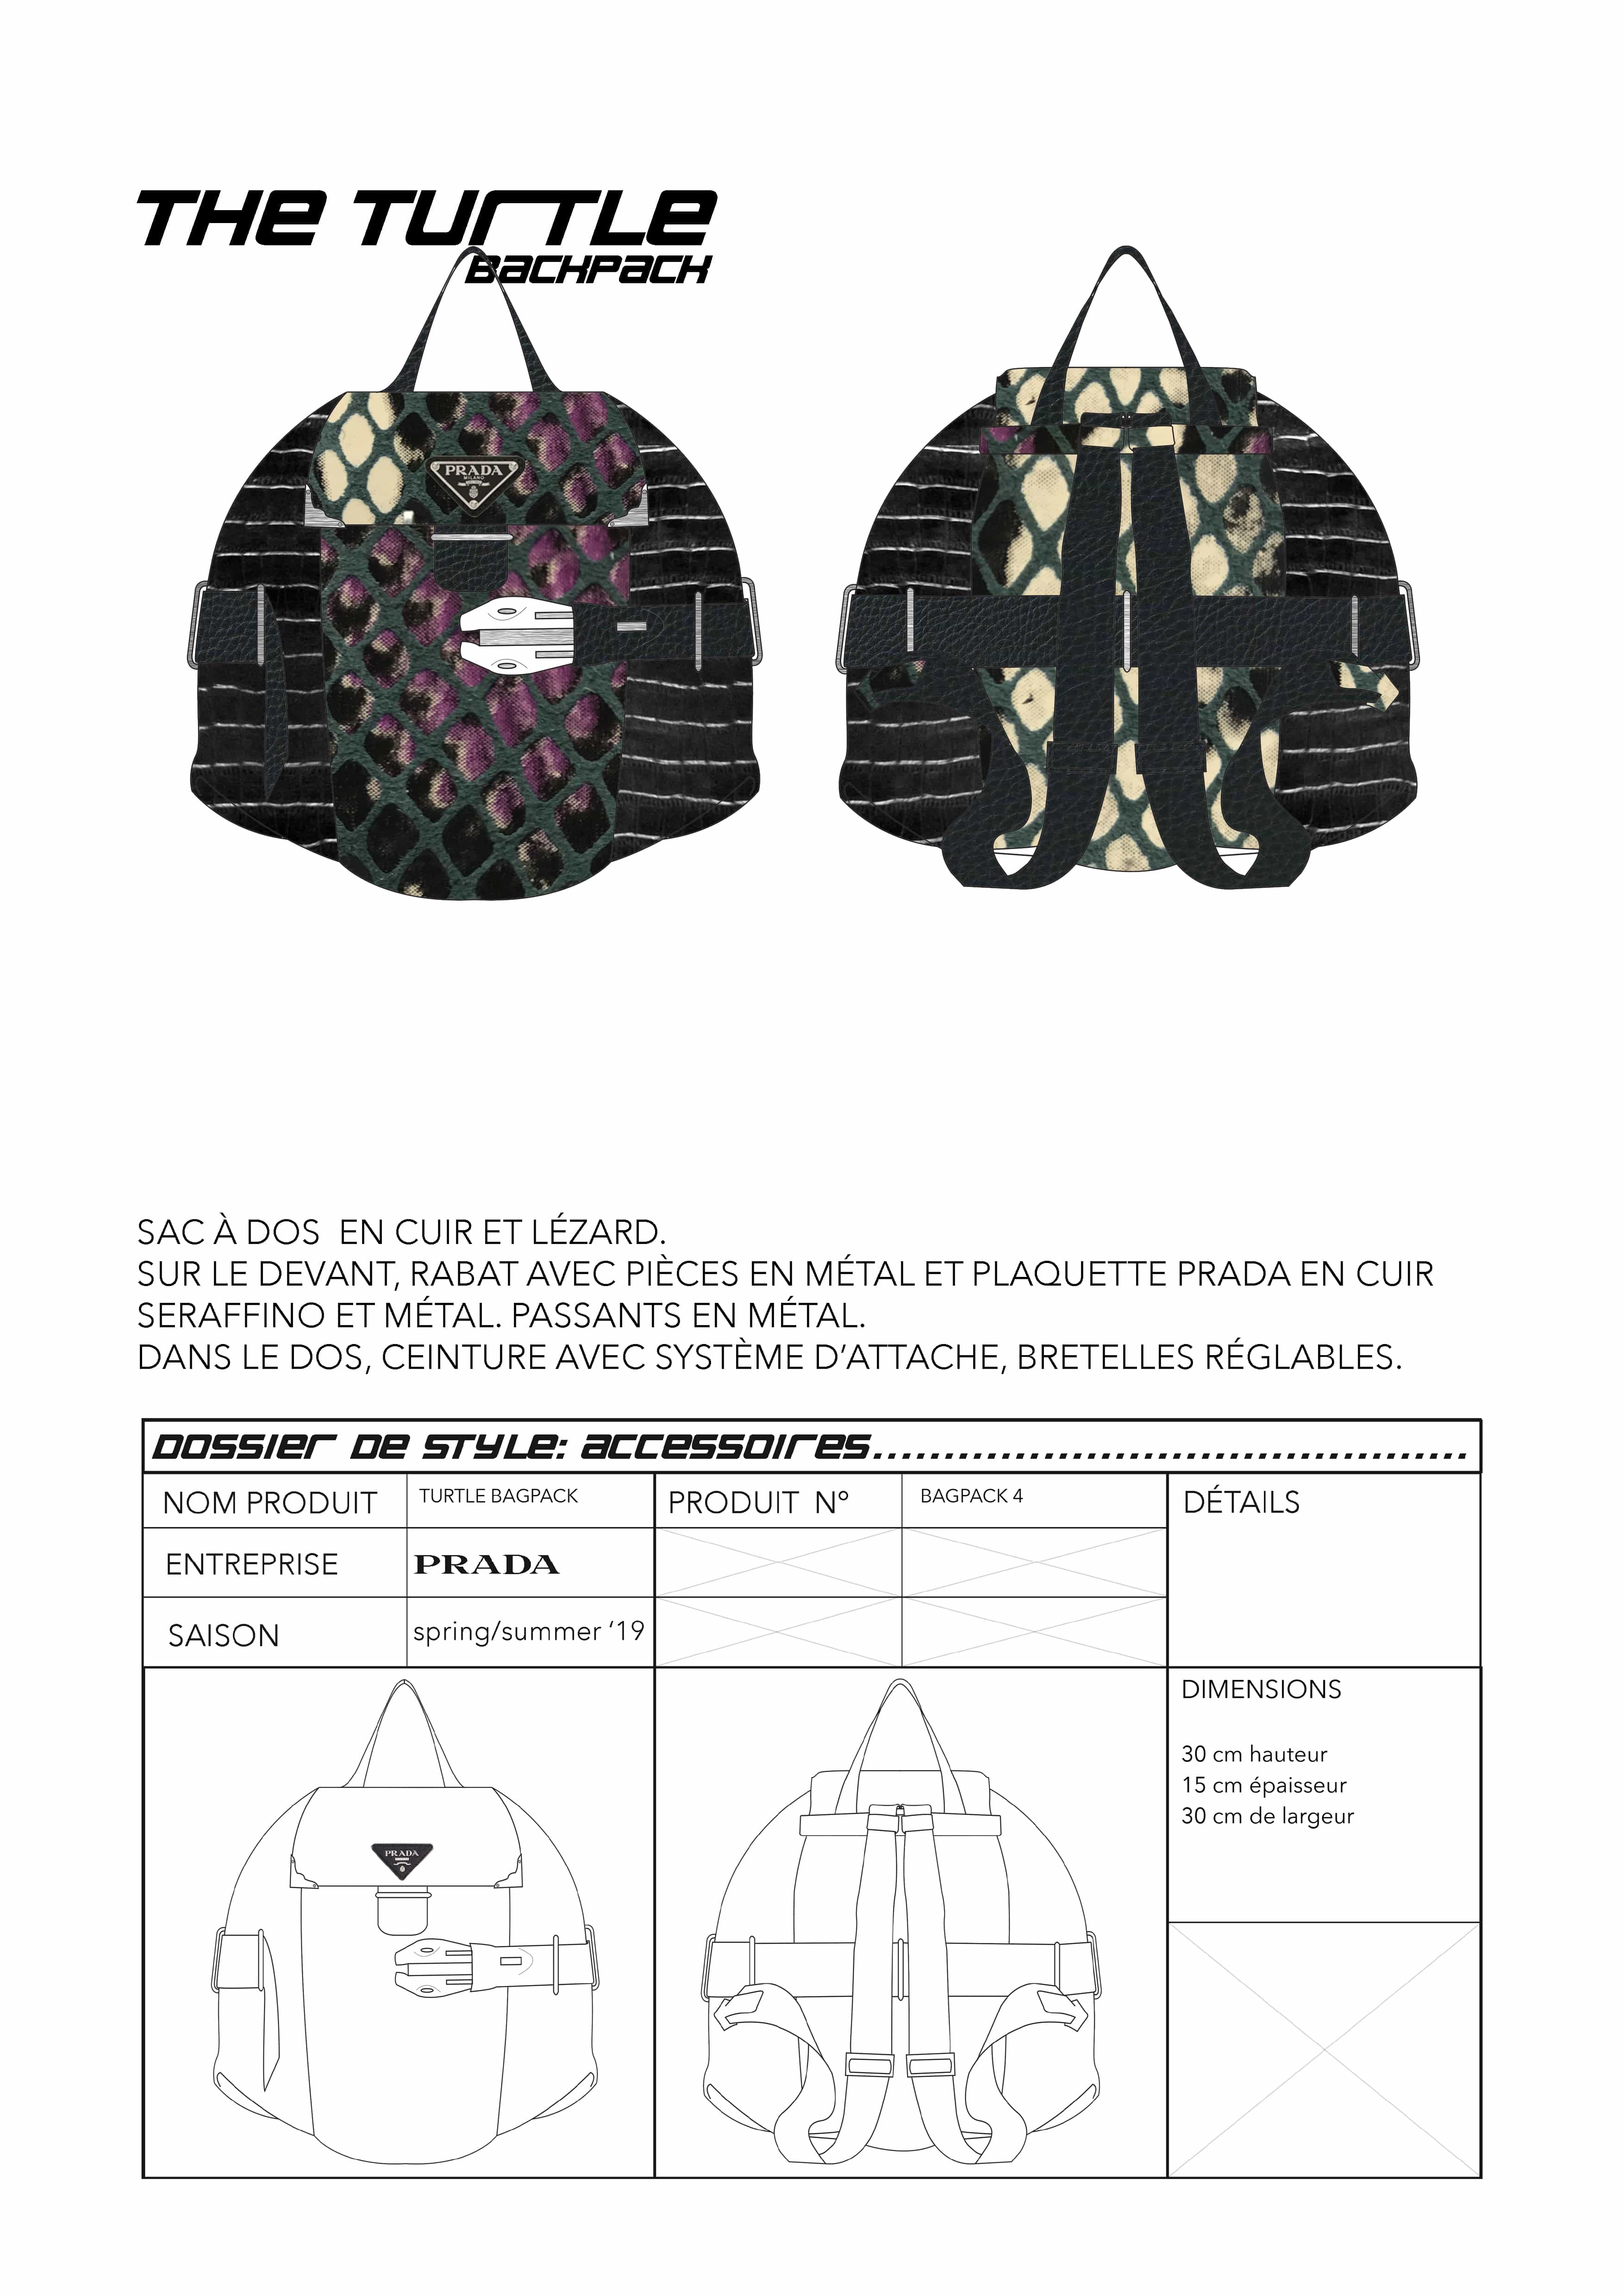 THE TURTLE
BACKPACK
PRADA
MILANO
SAC À DOS  EN CUIR ET LÉZARD.
SUR LE DEVANT, RABAT AVEC PIÈCES EN MÉTAL ET PLAQUETTE PRADA EN CUIR
SERAFFINO ET MÉTAL. PASSANTS EN MÉTAL.
DANS LE DOS, CEINTURE AVEC SYSTÈME D’ATTACHE, BRETELLES RÉGLABLES.
DOSSIER DE STYLE: ACCESSOIRES..........................................
NOM PRODUIT TURTLE BAGPACK PRODUIT  N° BAGPACK 4 DÉTAILS
ENTREPRISE PRADA
SAISON spring/summer ‘19
DIMENSIONS
30 cm hauteur
15 cm épaisseur
30 cm de largeur
PRADA